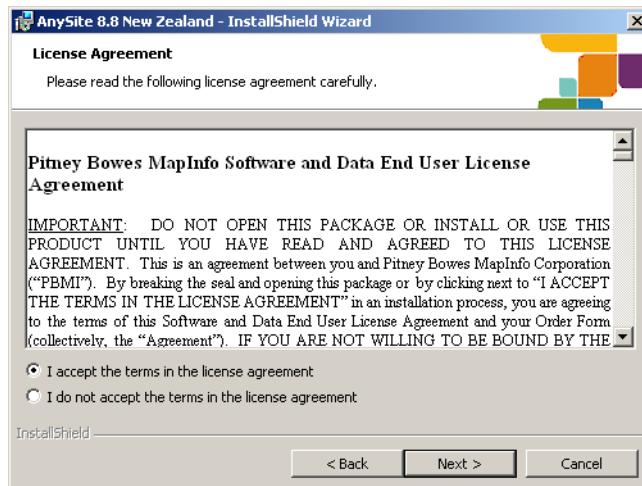 AnySite 8.8 New Zealand - InstallShield Wizard
License Agreement
Please read the following license agreement carefully.
Pitney Bowes MapInfo Software and Data End User License
Agreement
IMPORTANT: DO NOT OPEN THIS PACKAGE OR INSTALL OR USE THIS
PRODUCT UNTIL YOU HAVE READ AND AGREED TO THIS LICENSE
AGREEMENT. This is an agreement between you and Pitney Bowes MapInfo Corporation
(“PBMI”). By breaking the seal and opening this package or by clicking next to “I ACCEPT
THE TERMS IN THE LICENSE AGREEMENT” in an installation process, you are agreeing
to the terms of this Software and Data End User License Agreement and your Order Form
(collectively, the “Agreement”). IF YOU ARE NOT WILLING TO BE BOUND BY THE
I accept the terms in the license agreement
I do not accept the terms in the license agreement
InstallShield
< Back Next > Cancel